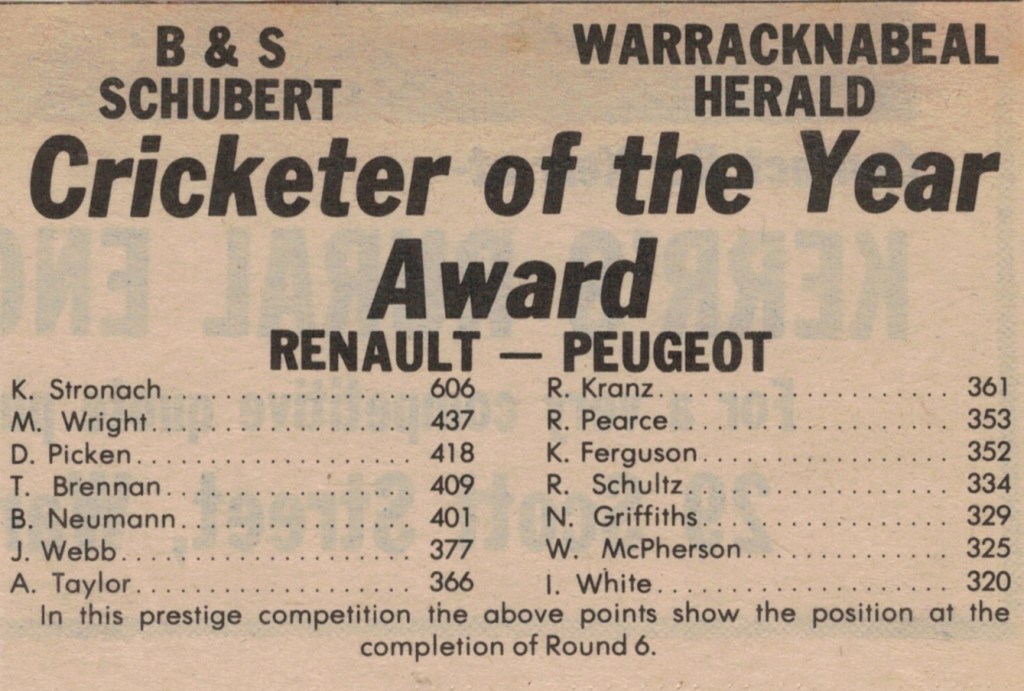 B & S
SCHUBERT
WARRACKNABEAL
HERALD
Cricketer of the Year
Award
RENAULT — PEUGEOT
K. Stronach.................... 606
M. Wright.................... 437
D. Picken.................... 418
T. Brennan.................... 409
B. Neumann.................... 401
J. Webb.................... 377
A. Taylor.................... 366
R. Kranz.................... 361
R. Pearce.................... 353
K. Ferguson.................... 352
R. Schultz.................... 334
N. Griffiths.................... 329
W. McPherson.................... 325
I. White.................... 320
In this prestige competition the above points show the position at the
completion of Round 6.